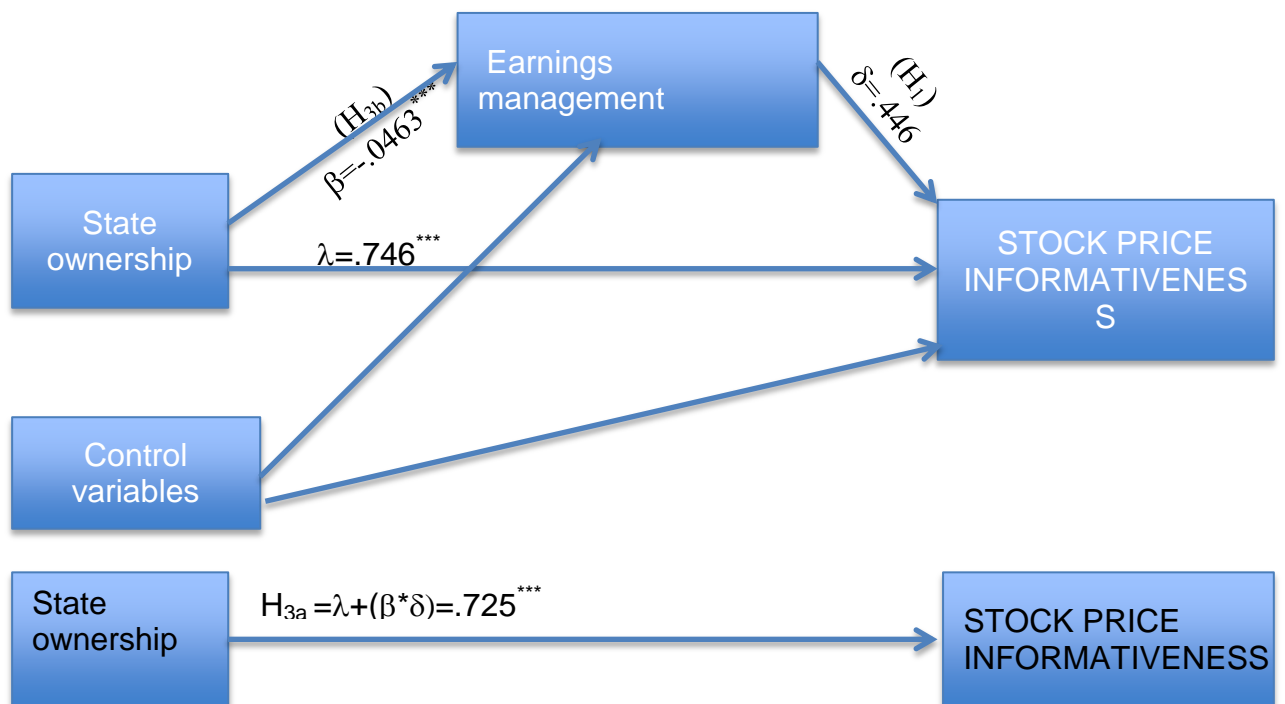 Earnings
management
(H₃b)
β=-.0463***
(H₁)
δ=.446
State
ownership
λ=.746***
STOCK PRICE
INFORMATIVENES
S
Control
variables
State
ownership
H₃ₐ =λ+(β*δ)=.725***
STOCK PRICE
INFORMATIVENESS